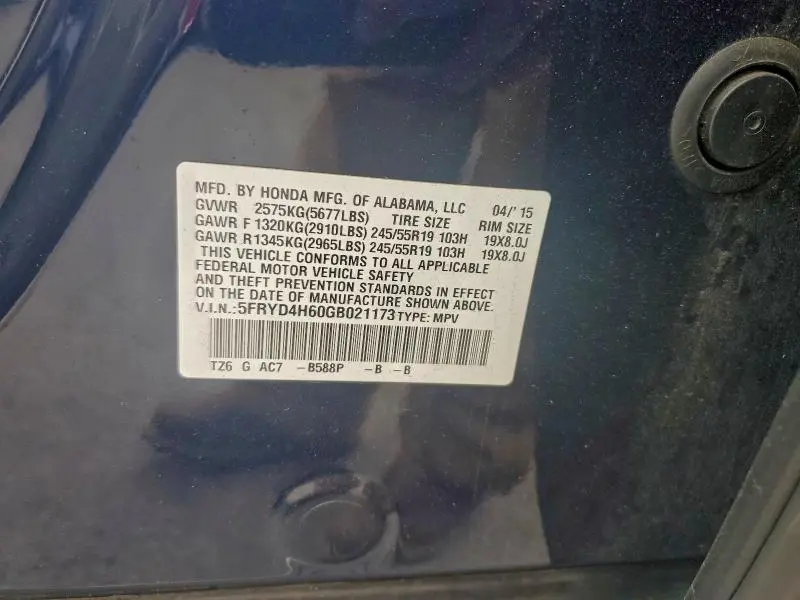 MFD. BY HONDA MFG. OF ALABAMA, LLC 04/'15
GVWR 2575KG(5677LBS) TIRE SIZE RIM SIZE
GAWR F 1320KG(2910LBS) 245/55R19 103H 19X8.0J
GAWR R1345KG(2965LBS) 245/55R19 103H 19X8.0J
THIS VEHICLE CONFORMS TO ALL APPLICABLE
FEDERAL MOTOR VEHICLE SAFETY
AND THEFT PREVENTION STANDARDS IN EFFECT
ON THE DATE OF MANUFACTURE SHOWN ABOVE.
V.I.N.:5FRYD4H60GB021173 TYPE: MPV
TZ6 G AC7 -B588P -B -B